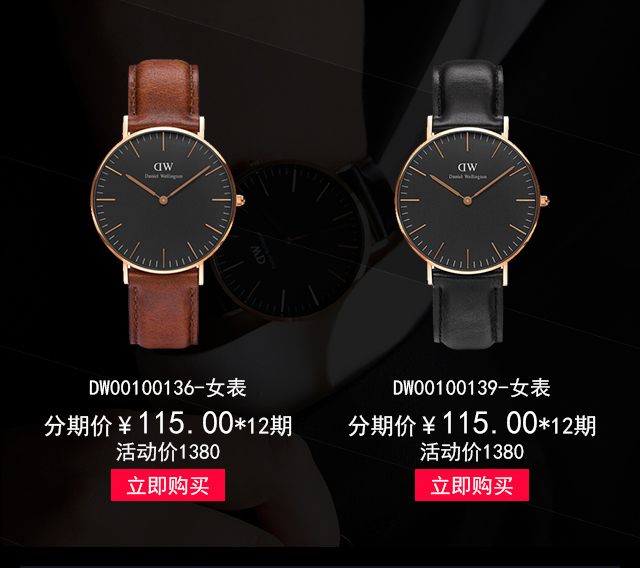 DW
Daniel Wellington
DW
Daniel Wellington
DW
DW00100136-女表
分期价￥115.00*12期
活动价1380
立即购买
DW00100139-女表
分期价￥115.00*12期
活动价1380
立即购买